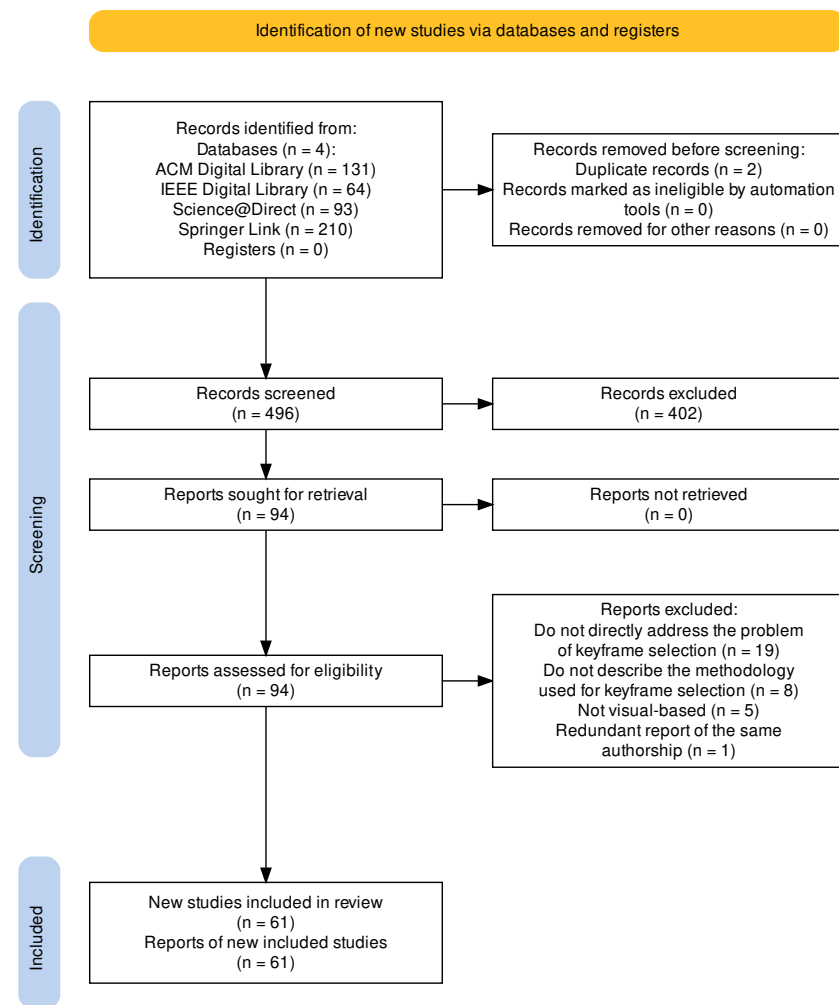 Identification of new studies via databases and registers
Identification
Records identified from:
Databases (n = 4):
ACM Digital Library (n = 131)
IEEE Digital Library (n = 64)
Science@Direct (n = 93)
Springer Link (n = 210)
Registers (n = 0)
Records removed before screening:
Duplicate records (n = 2)
Records marked as ineligible by automation
tools (n = 0)
Records removed for other reasons (n = 0)
Screening
Records screened
(n = 496)
Records excluded
(n = 402)
Reports sought for retrieval
(n = 94)
Reports not retrieved
(n = 0)
Reports assessed for eligibility
(n = 94)
Reports excluded:
Do not directly address the problem
of keyframe selection (n = 19)
Do not describe the methodology
used for keyframe selection (n = 8)
Not visual-based (n = 5)
Redundant report of the same
authorship (n = 1)
Included
New studies included in review
(n = 61)
Reports of new included studies
(n = 61)